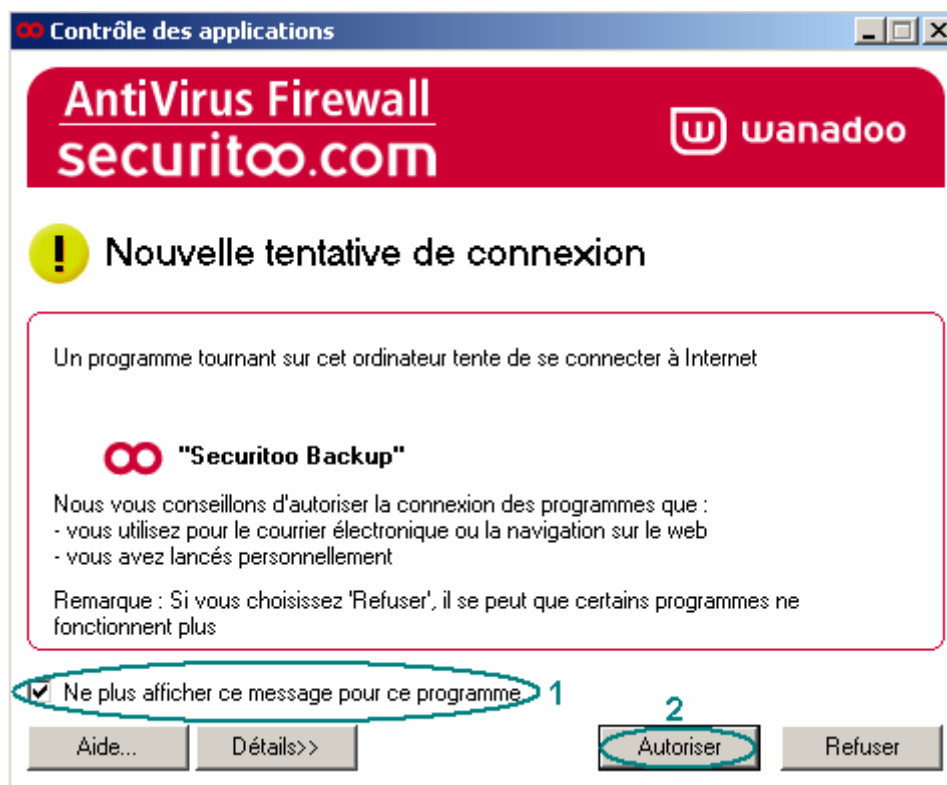 Contrôle des applications
AntiVirus Firewall
securitoo.com
wanadoo
Nouvelle tentative de connexion
Un programme tournant sur cet ordinateur tente de se connecter à Internet
"Securitoo Backup"
Nous vous conseillons d'autoriser la connexion des programmes que :
- vous utilisez pour le courrier électronique ou la navigation sur le web
- vous avez lancés personnellement
Remarque : Si vous choisissez 'Refuser', il se peut que certains programmes ne
fonctionnent plus
Ne plus afficher ce message pour ce programme 1
2
Aide... Détails>> Autoriser Refuser